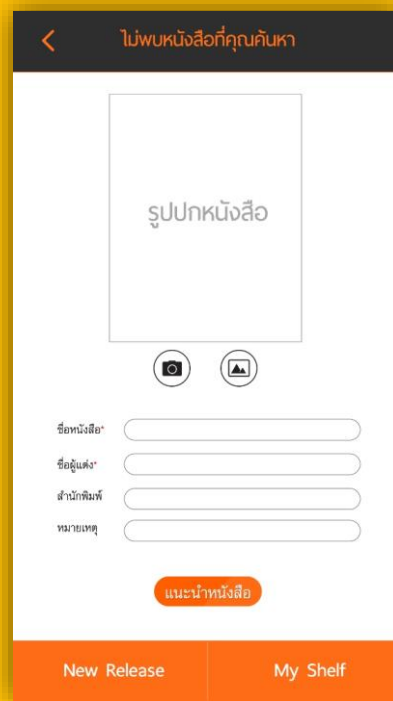 ไม่พบหนังสือที่คุณค้นหา
รูปปกหนังสือ
ชื่อหนังสือ*
ชื่อผู้แต่ง*
สำนักพิมพ์
หมายเหตุ
แนะนำหนังสือ
New Release My Shelf